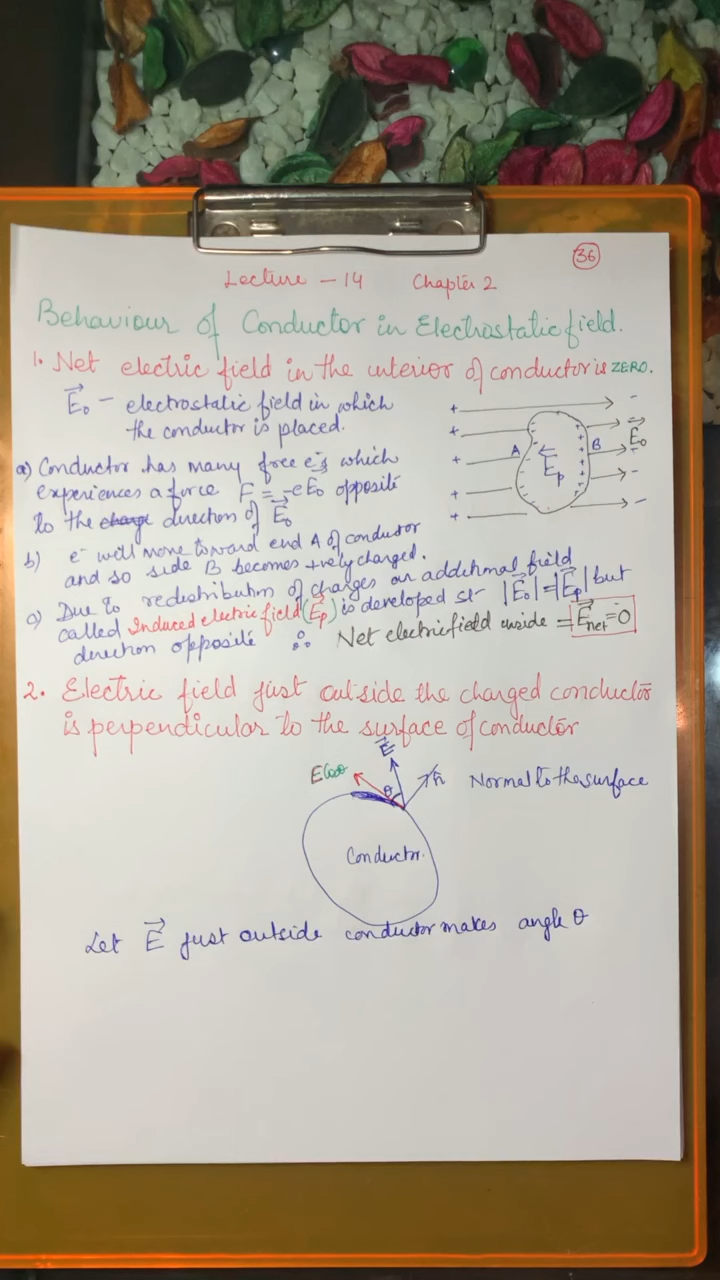 36
Lecture - 14 Chapter 2
Behaviour of Conductor in Electrostatic field.
1. Net electric field in the interior of conductor is ZERO.
E₀ - electrostatic field in which
the conductor is placed.
a) Conductor has many free e⁻s which
experiences a force F = -eE₀ opposite
to the direction of E₀
b) e⁻ will move toward end A of conductor
and so side B becomes +vely charged.
c) Due to redistribution of charges an additional field
called Induced electric field (Ep) is developed st |E₀| = |Ep| but
direction opposite ∴ Net electric field inside = Enet = 0
+ -
+ E₀
+ A Ep B
+ -
+ -
2. Electric field just outside the charged conductor
is perpendicular to the surface of conductor
E
Ecosθ θ n̂ Normal to the surface
Conductor.
Let E just outside conductor makes angle θ